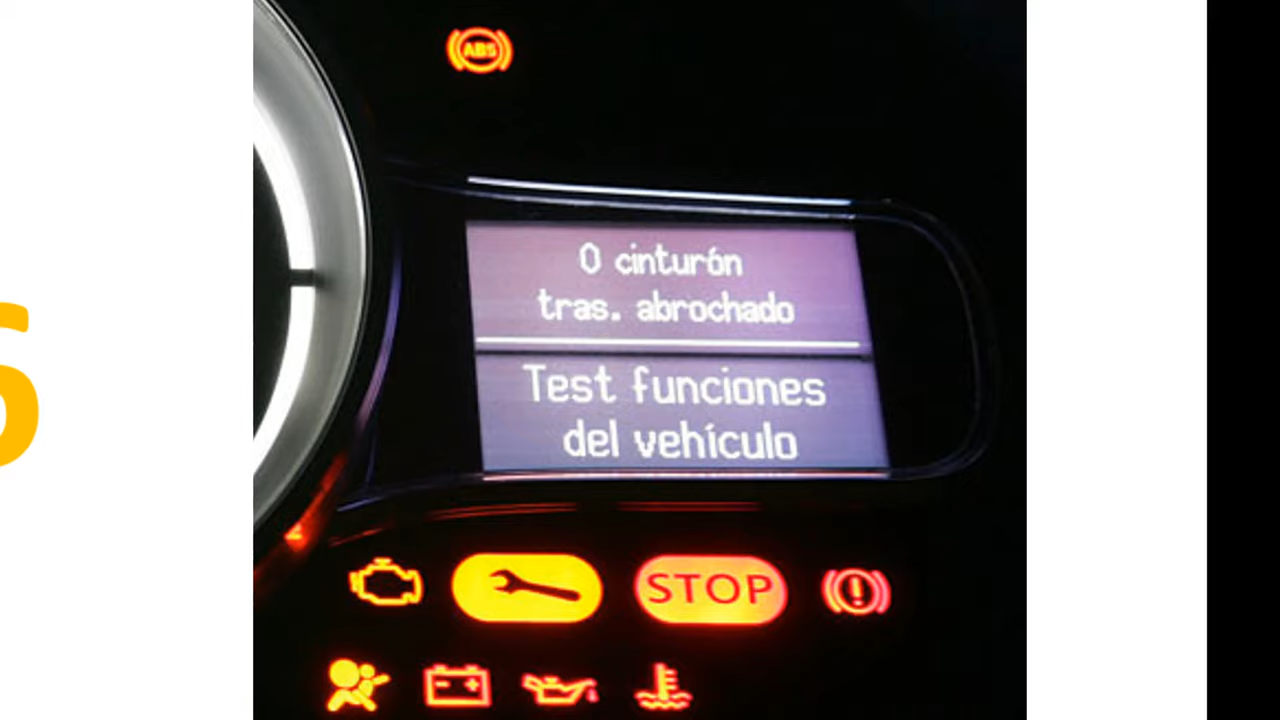 ABS
0 cinturón
tras. abrochado
Test funciones
del vehículo
STOP